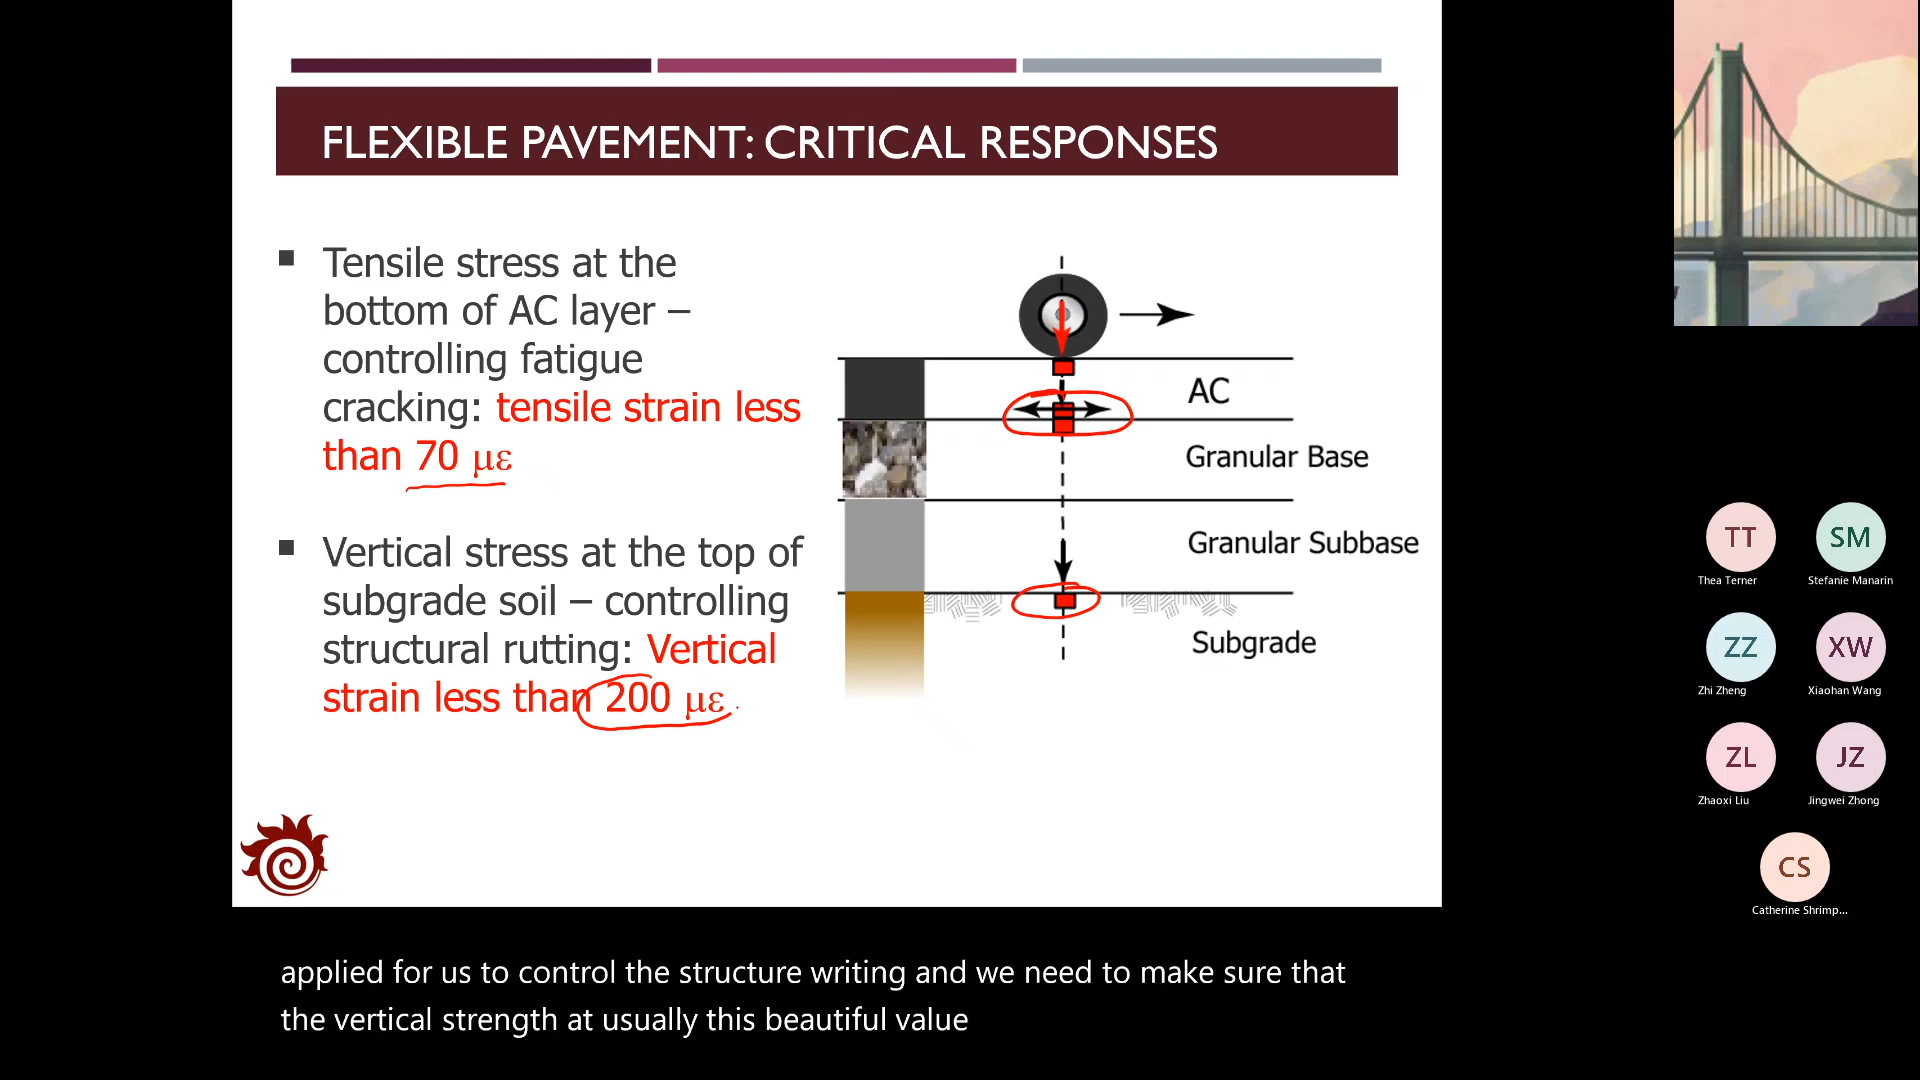 FLEXIBLE PAVEMENT: CRITICAL RESPONSES
Tensile stress at the
bottom of AC layer –
controlling fatigue
cracking: tensile strain less
than 70 με
Vertical stress at the top of
subgrade soil – controlling
structural rutting: Vertical
strain less than 200 με
AC
Granular Base
Granular Subbase
Subgrade
TT
Thea Terner
SM
Stefanie Manarin
ZZ
Zhi Zheng
XW
Xiaohan Wang
ZL
Zhaoxi Liu
JZ
Jingwei Zhong
CS
Catherine Shrimp...
applied for us to control the structure writing and we need to make sure that
the vertical strength at usually this beautiful value